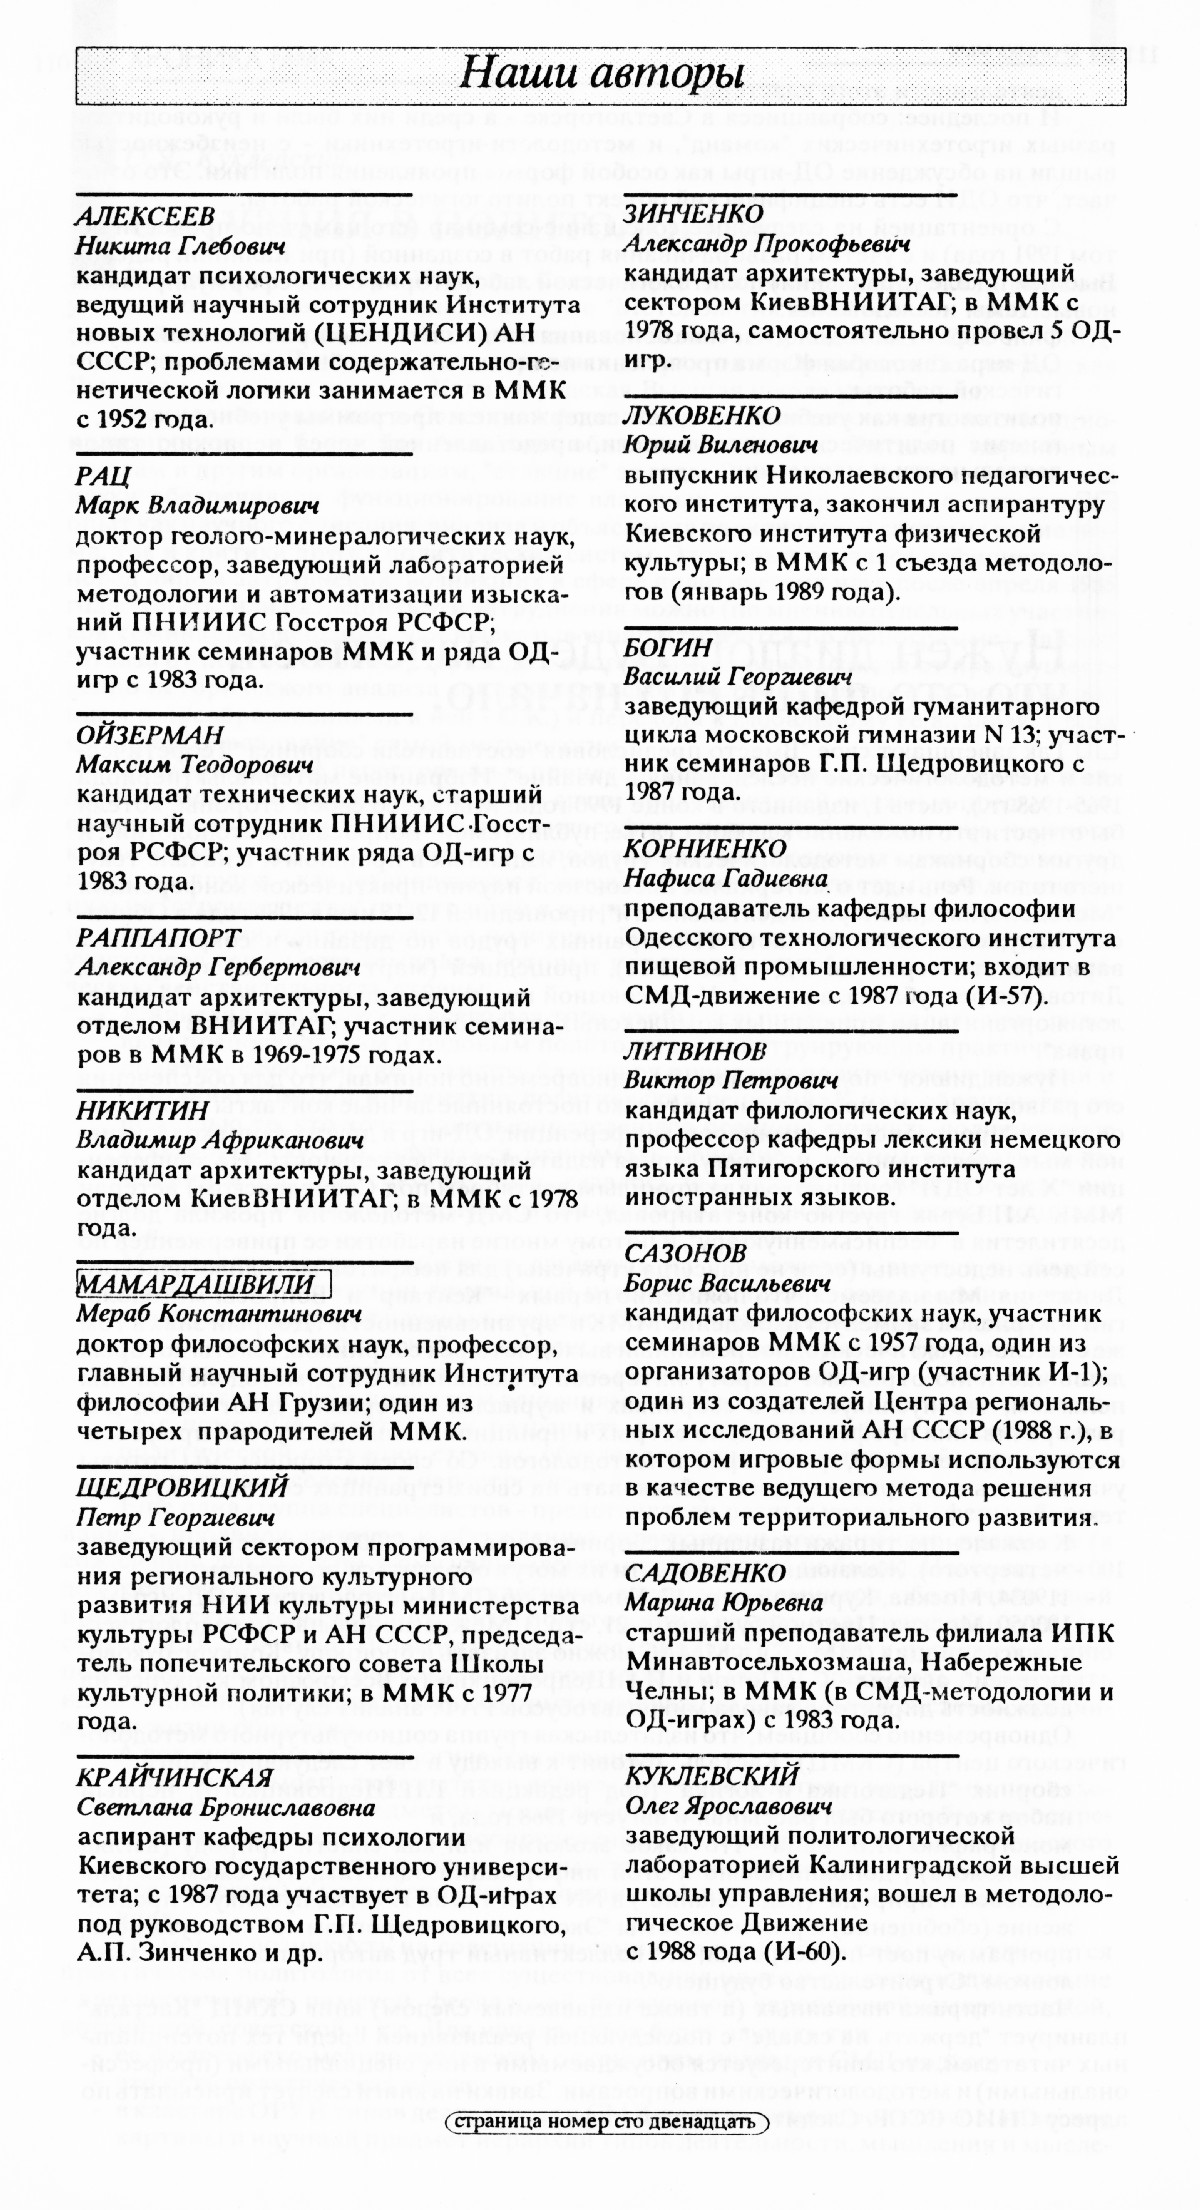 Наши авторы
АЛЕКСЕЕВ
Никита Глебович
кандидат психологических наук,
ведущий научный сотрудник Института
новых технологий (ЦЕНДИСИ) АН
СССР; проблемами содержательно-ге-
нетической логики занимается в ММК
с 1952 года.
РАЦ
Марк Владимирович
доктор геолого-минералогических наук,
профессор, заведующий лабораторией
методологии и автоматизации изыска-
ний ПНИИИС Госстроя РСФСР;
участник семинаров ММК и ряда ОД-
игр с 1983 года.
ОЙЗЕРМАН
Максим Теодорович
кандидат технических наук, старший
научный сотрудник ПНИИИС Госст-
роя РСФСР; участник ряда ОД-игр с
1983 года.
РАППАПОРТ
Александр Гербертович
кандидат архитектуры, заведующий
отделом ВНИИТАГ; участник семина-
ров в ММК в 1969-1975 годах.
НИКИТИН
Владимир Африканович
кандидат архитектуры, заведующий
отделом КиевВНИИТАГ; в ММК с 1978
года.
МАМАРДАШВИЛИ
Мераб Константинович
доктор философских наук, профессор,
главный научный сотрудник Института
философии АН Грузии; один из
четырех прародителей ММК.
ЩЕДРОВИЦКИЙ
Петр Георгиевич
заведующий сектором программирова-
ния регионального культурного
развития НИИ культуры министерства
культуры РСФСР и АН СССР, председа-
тель попечительского совета Школы
культурной политики; в ММК с 1977
года.
КРАЙЧИНСКАЯ
Светлана Брониславовна
аспирант кафедры психологии
Киевского государственного универси-
тета; с 1987 года участвует в ОД-играх
под руководством Г.П. Щедровицкого,
А.П. Зинченко и др.
ЗИНЧЕНКО
Александр Прокофьевич
кандидат архитектуры, заведующий
сектором КиевВНИИТАГ; в ММК с
1978 года, самостоятельно провел 5 ОД-
игр.
ЛУКОВЕНКО
Юрий Виленович
выпускник Николаевского педагогичес-
кого института, закончил аспирантуру
Киевского института физической
культуры; в ММК с 1 съезда методоло-
гов (январь 1989 года).
БОГИН
Василий Георгиевич
заведующий кафедрой гуманитарного
цикла московской гимназии N 13; участ-
ник семинаров Г.П. Щедровицкого с
1987 года.
КОРНИЕНКО
Нафиса Гадиевна
преподаватель кафедры философии
Одесского технологического института
пищевой промышленности; входит в
СМД-движение с 1987 года (И-57).
ЛИТВИНОВ
Виктор Петрович
кандидат филологических наук,
профессор кафедры лексики немецкого
языка Пятигорского института
иностранных языков.
САЗОНОВ
Борис Васильевич
кандидат философских наук, участник
семинаров ММК с 1957 года, один из
организаторов ОД-игр (участник И-1);
один из создателей Центра региональ-
ных исследований АН СССР (1988 г.), в
котором игровые формы используются
в качестве ведущего метода решения
проблем территориального развития.
САДОВЕНКО
Марина Юрьевна
старший преподаватель филиала ИПК
Минавтосельхозмаша, Набережные
Челны; в ММК (в СМД-методологии и
ОД-играх) с 1983 года.
КУКЛЕВСКИЙ
Олег Ярославович
заведующий политологической
лабораторией Калиниградской высшей
школы управления; вошел в методоло-
гическое Движение
с 1988 года (И-60).
страница номер сто двенадцать